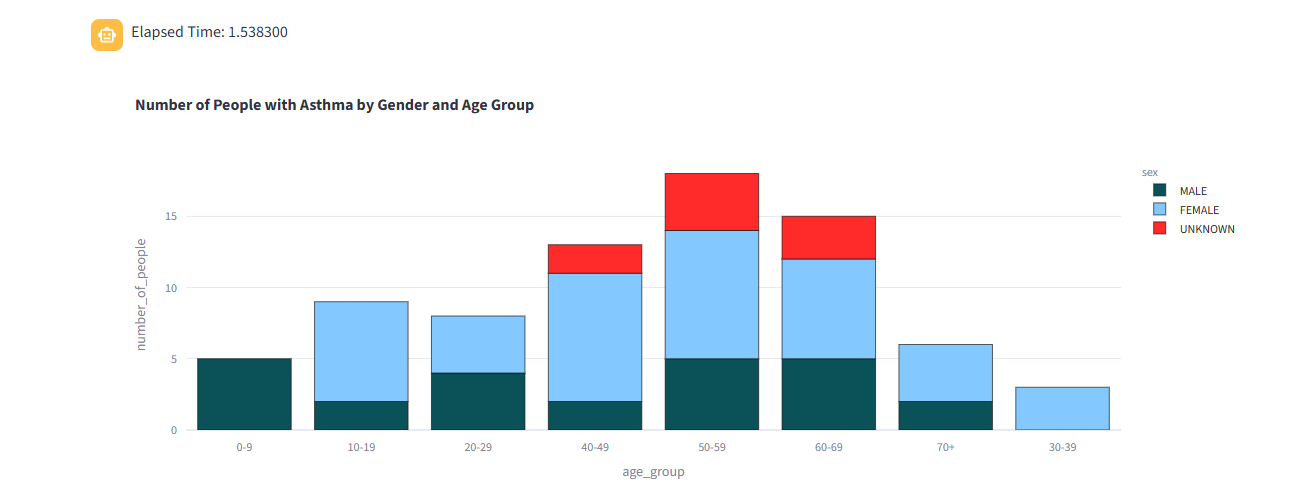 Elapsed Time: 1.538300
Number of People with Asthma by Gender and Age Group
sex
MALE
FEMALE
UNKNOWN
number_of_people
15
10
5
0
0-9 10-19 20-29 40-49 50-59 60-69 70+ 30-39
age_group